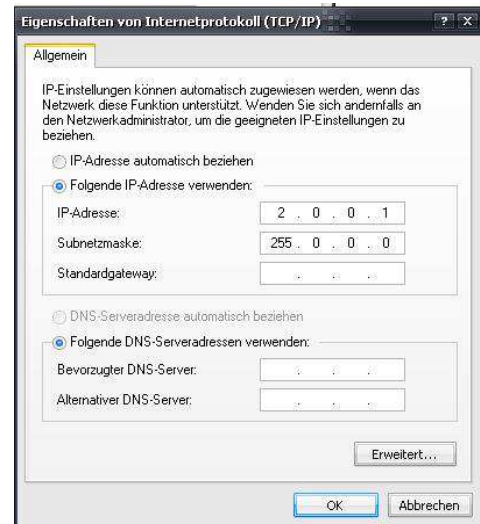 Eigenschaften von Internetprotokoll (TCP/IP)
Allgemein
IP-Einstellungen können automatisch zugewiesen werden, wenn das
Netzwerk diese Funktion unterstützt. Wenden Sie sich andernfalls an
den Netzwerkadministrator, um die geeigneten IP-Einstellungen zu
beziehen.
IP-Adresse automatisch beziehen
Folgende IP-Adresse verwenden:
IP-Adresse: 2 . 0 . 0 . 1
Subnetzmaske: 255 . 0 . 0 . 0
Standardgateway: . . .
DNS-Serveradresse automatisch beziehen
Folgende DNS-Serveradressen verwenden:
Bevorzugter DNS-Server: . . .
Alternativer DNS-Server: . . .
Erweitert...
OK Abbrechen